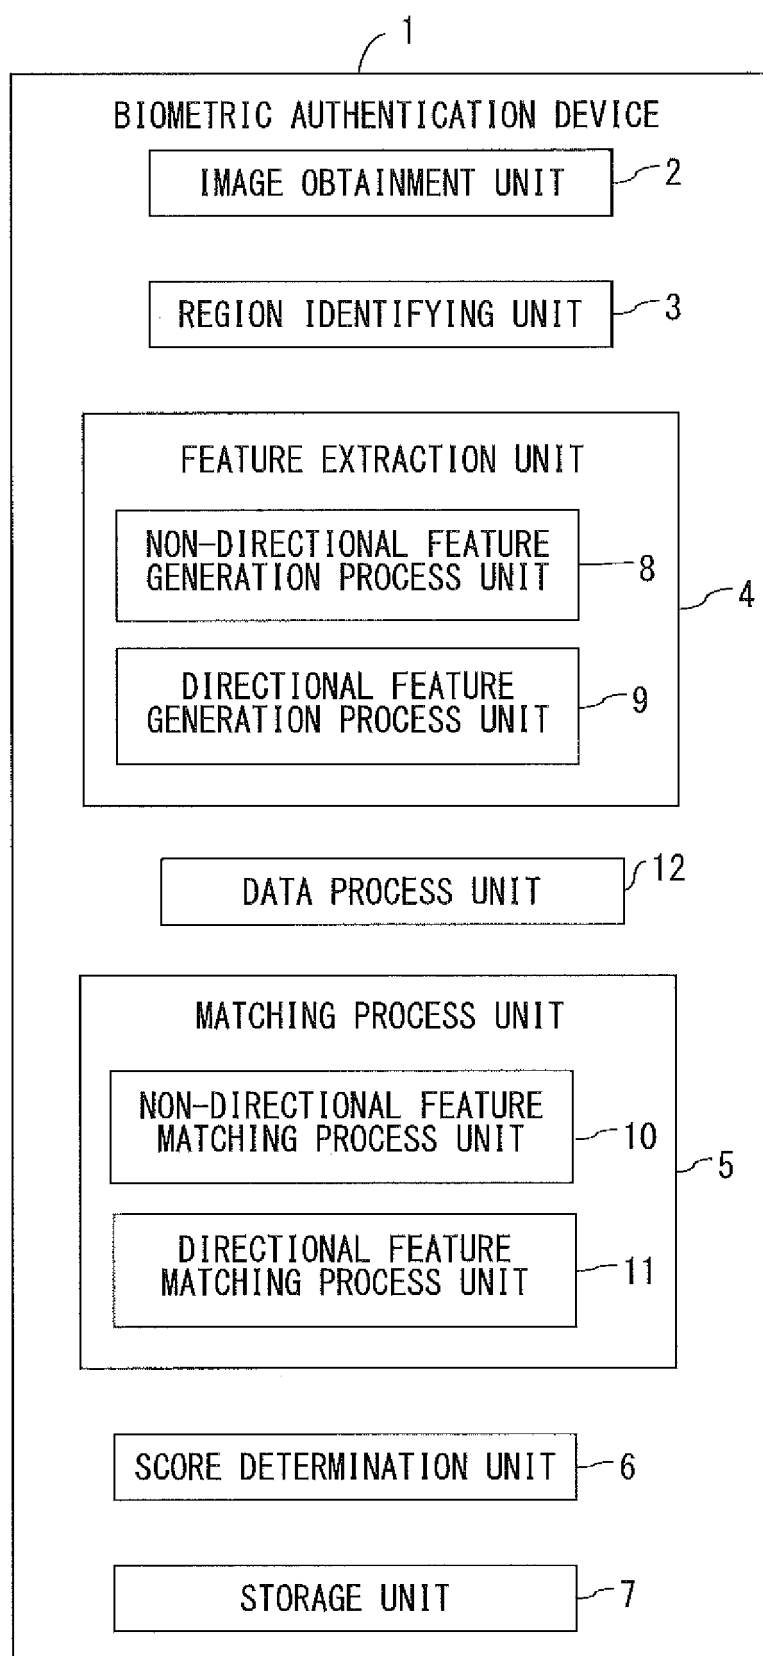 1
BIOMETRIC AUTHENTICATION DEVICE
IMAGE OBTAINMENT UNIT
2
REGION IDENTIFYING UNIT
3
FEATURE EXTRACTION UNIT
NON-DIRECTIONAL FEATURE
GENERATION PROCESS UNIT
8
4
DIRECTIONAL FEATURE
GENERATION PROCESS UNIT
9
DATA PROCESS UNIT
12
MATCHING PROCESS UNIT
NON-DIRECTIONAL FEATURE
MATCHING PROCESS UNIT
10
5
DIRECTIONAL FEATURE
MATCHING PROCESS UNIT
11
SCORE DETERMINATION UNIT
6
STORAGE UNIT
7